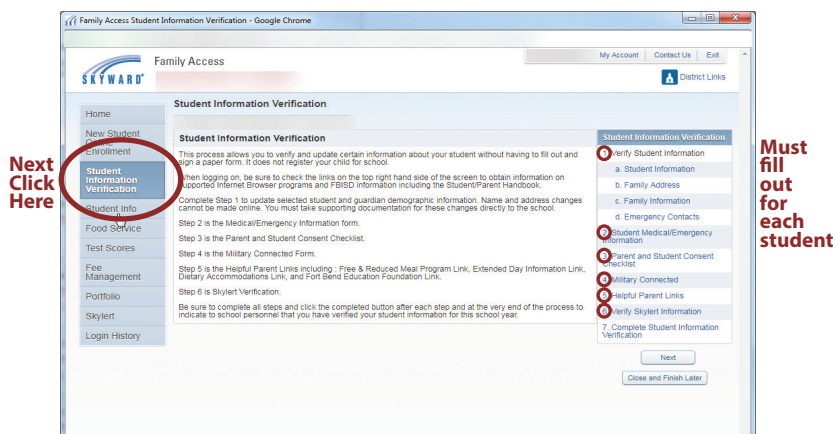 Family Access Student Information Verification - Google Chrome
SKYWARD®
Family Access
My Account
Contact Us
Exit
District Links
Next
Click
Here
Home
New Student
Online
Enrollment
Student
Information
Verification
Student Info
Food Service
Test Scores
Fee
Management
Portfolio
Skylert
Login History
Student Information Verification
Student Information Verification
This process allows you to verify and update certain information about your student without having to fill out and
sign a paper form. It does not register your child for school.
When logging on, be sure to check the links on the top right hand side of the screen to obtain information on
supported Internet Browser programs and FBISD information including the Student/Parent Handbook.
Complete Step 1 to update selected student and guardian demographic information. Name and address changes
cannot be made online. You must take supporting documentation for these changes directly to the school.
Step 2 is the Medical/Emergency Information form.
Step 3 is the Parent and Student Consent Checklist.
Step 4 is the Military Connected Form.
Step 5 is the Helpful Parent Links including : Free & Reduced Meal Program Link, Extended Day Information Link,
Dietary Accommodations Link, and Fort Bend Education Foundation Link.
Step 6 is Skylert Verification.
Be sure to complete all steps and click the completed button after each step and at the very end of the process to
indicate to school personnel that you have verified your student information for this school year.
Student Information Verification
1 Verify Student Information
a. Student Information
b. Family Address
c. Family Information
d. Emergency Contacts
2 Student Medical/Emergency
Information
3 Parent and Student Consent
Checklist
4 Military Connected
5 Helpful Parent Links
6 Verify Skylert Information
7. Complete Student Information
Verification
Next
Close and Finish Later
Must
fill
out
for
each
student